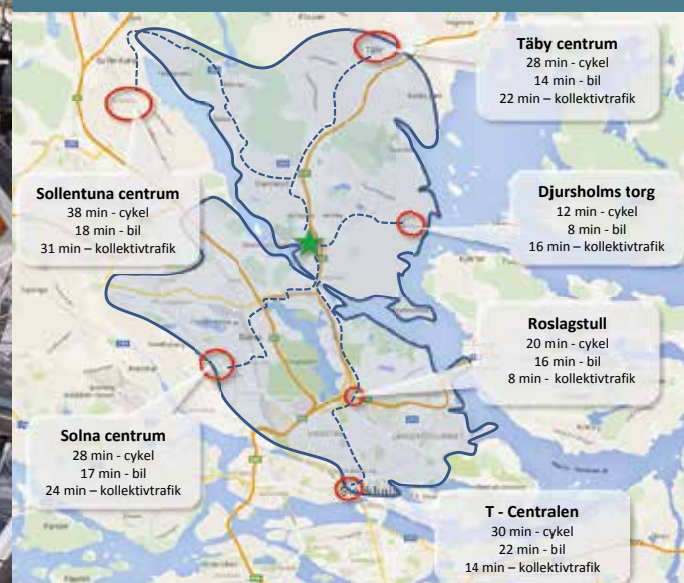 Täby centrum
28 min - cykel
14 min - bil
22 min – kollektivtrafik
Sollentuna centrum
38 min - cykel
18 min - bil
31 min – kollektivtrafik
Djursholms torg
12 min - cykel
8 min - bil
16 min – kollektivtrafik
Roslagstull
20 min - cykel
16 min - bil
8 min - kollektivtrafik
Solna centrum
28 min - cykel
17 min - bil
24 min – kollektivtrafik
T - Centralen
30 min - cykel
22 min - bil
14 min – kollektivtrafik